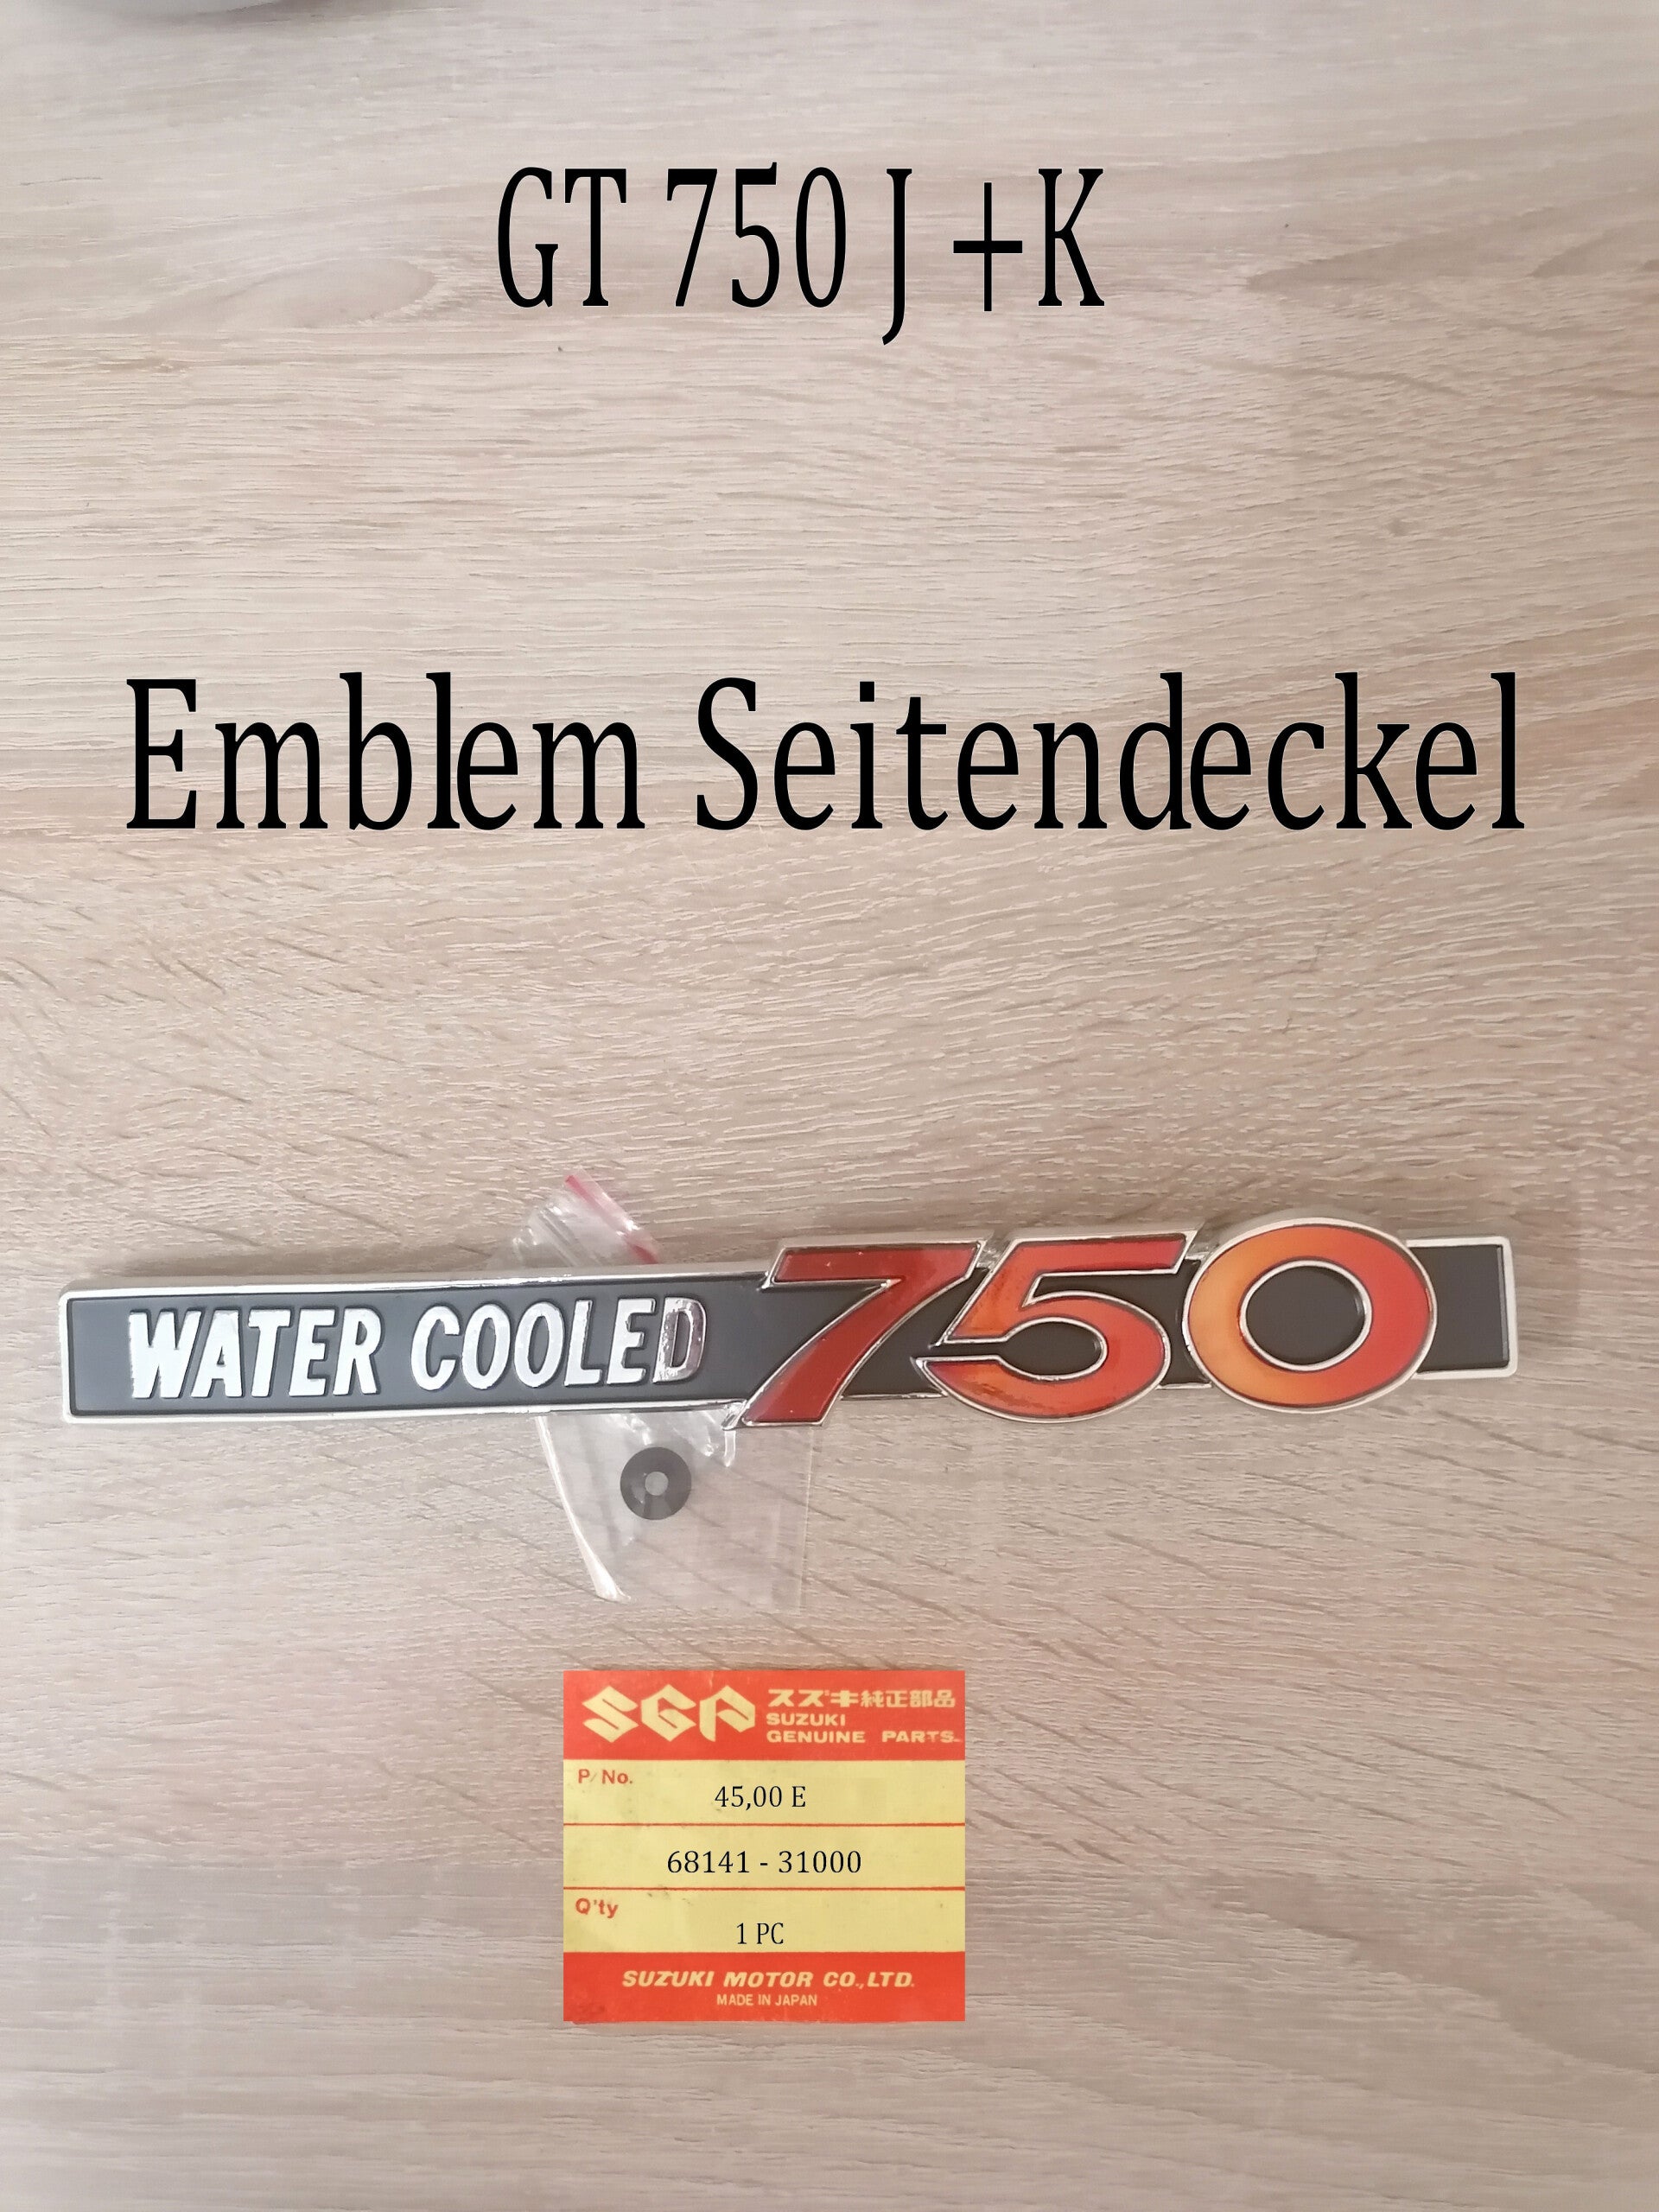 GT 750 J +K
Emblem Seitendeckel
WATER COOLED 750
SGP スズキ純正部品
SUZUKI
GENUINE PARTS
P/No.
45,00 E
68141 - 31000
Q'ty
1 PC
SUZUKI MOTOR CO.,LTD.
MADE IN JAPAN